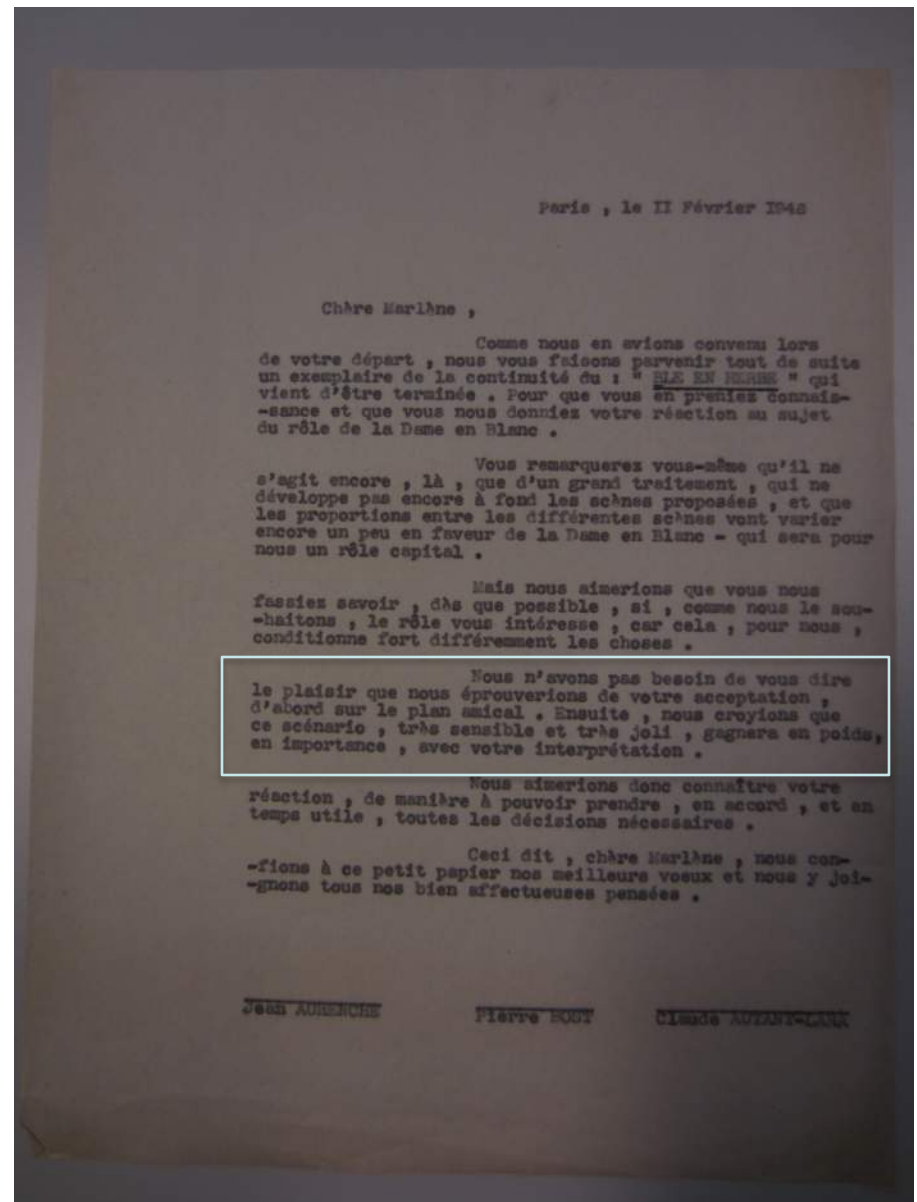 Paris , le II Février I948
Chère Marlène ,
Comme nous en avions convenu lors
de votre départ , nous vous faisons parvenir tout de suite
un exemplaire de la continuité du : " BLE EN HERBE " qui
vient d'être terminée . Pour que vous en preniez connais-
-sance et que vous nous donniez votre réaction au sujet
du rôle de la Dame en Blanc .
Vous remarquerez vous-même qu'il ne
s'agit encore , là , que d'un grand traitement , qui ne
développe pas encore à fond les scènes proposées , et que
les proportions entre les différentes scènes vont varier
encore un peu en faveur de la Dame en Blanc - qui sera pour
nous un rôle capital .
Mais nous aimerions que vous nous
fassiez savoir , dès que possible , si , comme nous le sou-
-haitons , le rôle vous intéresse , car cela , pour nous ,
conditionne fort différemment les choses .
Nous n'avons pas besoin de vous dire
le plaisir que nous éprouverions de votre acceptation ,
d'abord sur le plan amical . Ensuite , nous croyions que
ce scénario , très sensible et très joli , gagnera en poids,
en importance , avec votre interprétation .
Nous aimerions donc connaître votre
réaction , de manière à pouvoir prendre , en accord , et en
temps utile , toutes les décisions nécessaires .
Ceci dit , chère Marlène , nous con-
-fions à ce petit papier nos meilleurs voeux et nous y joi-
-gnons tous nos bien affectueuses pensées .
Jean AURENCHE Pierre BOST Claude AUTANT-LARA